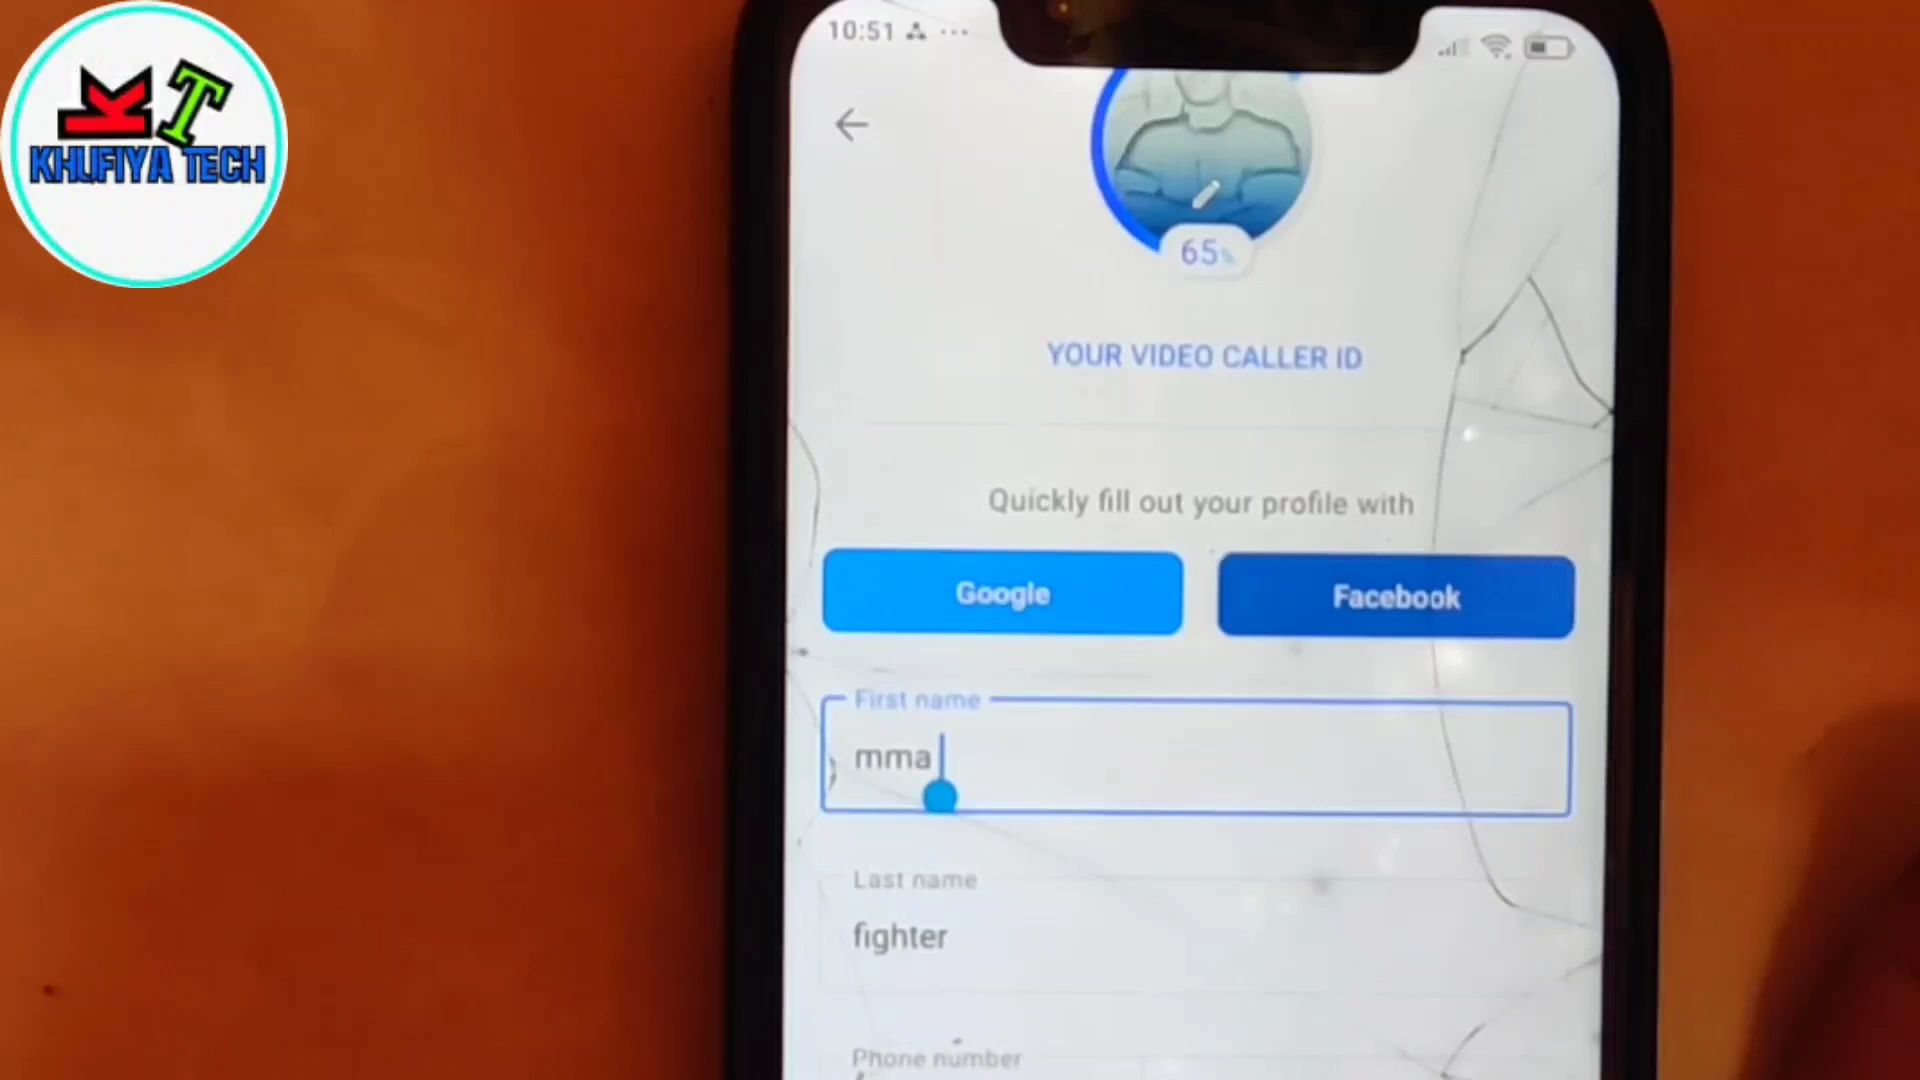 KT
KHUFIYA TECH
10:51
65%
YOUR VIDEO CALLER ID
Quickly fill out your profile with
Google
Facebook
First name
mma
Last name
fighter
Phone number